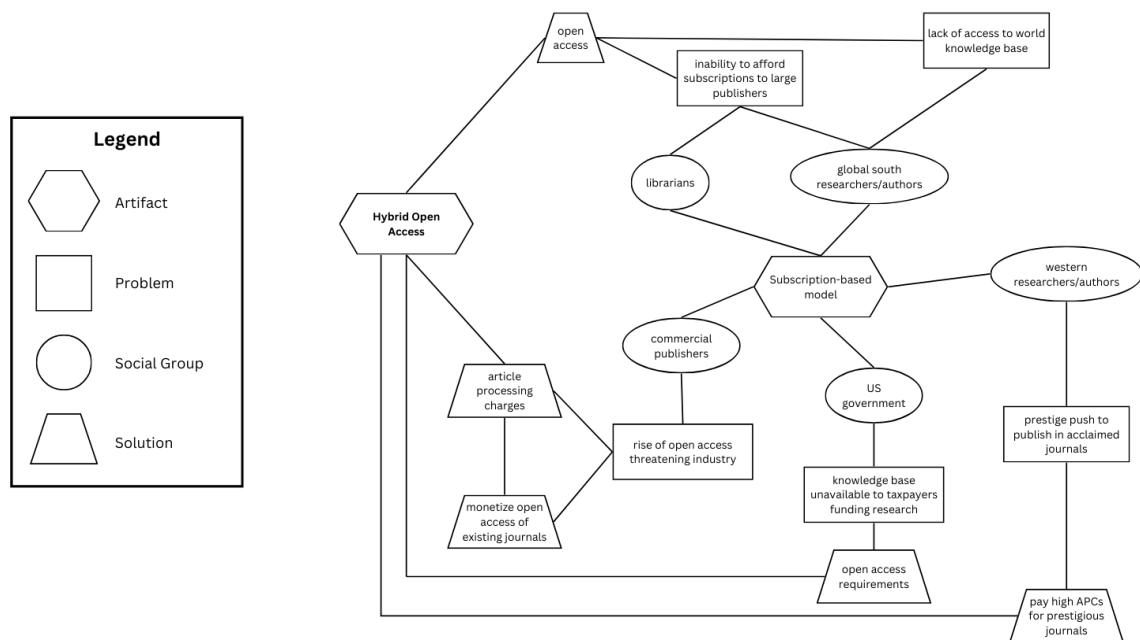 Legend
Artifact
Problem
Social Group
Solution
open
access
lack of access to world
knowledge base
inability to afford
subscriptions to large
publishers
librarians
global south
researchers/authors
Hybrid Open
Access
Subscription-based
model
western
researchers/authors
commercial
publishers
article
processing
charges
US
government
rise of open access
threatening industry
prestige push to
publish in acclaimed
journals
knowledge base
unavailable to taxpayers
funding research
monetize open
access of
existing journals
open access
requirements
pay high APCs
for prestigious
journals